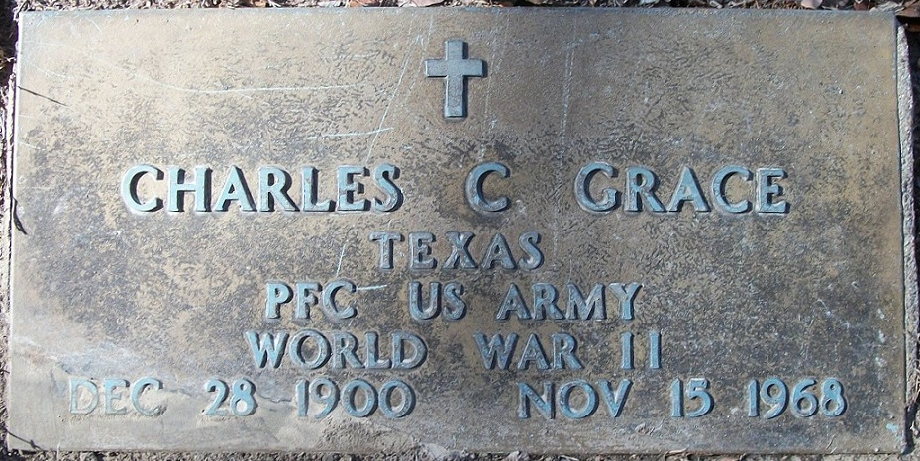 CHARLES C GRACE
TEXAS
PFC US ARMY
WORLD WAR II
DEC 28 1900 NOV 15 1968